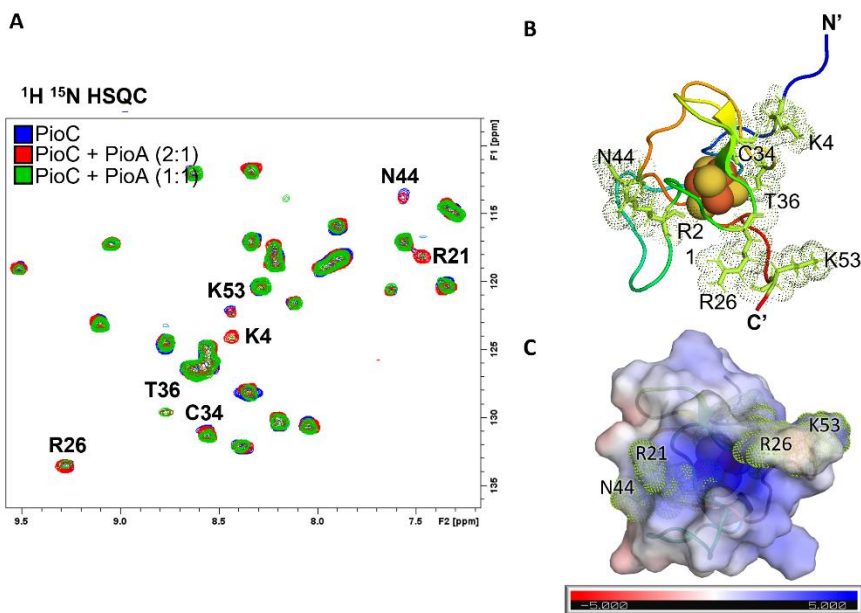 A
¹H ¹⁵N HSQC
PioC
PioC + PioA (2:1)
PioC + PioA (1:1)
N44
R21
K53
K4
T36
C34
R26
F1 [ppm]
115
120
125
130
135
9.5
9.0
8.5
8.0
7.5
F2 [ppm]
B
N'
K4
C34
N44
T36
R2
1
K53
R26
C'
C
K53
R26
R21
N44
-5.000
5.000